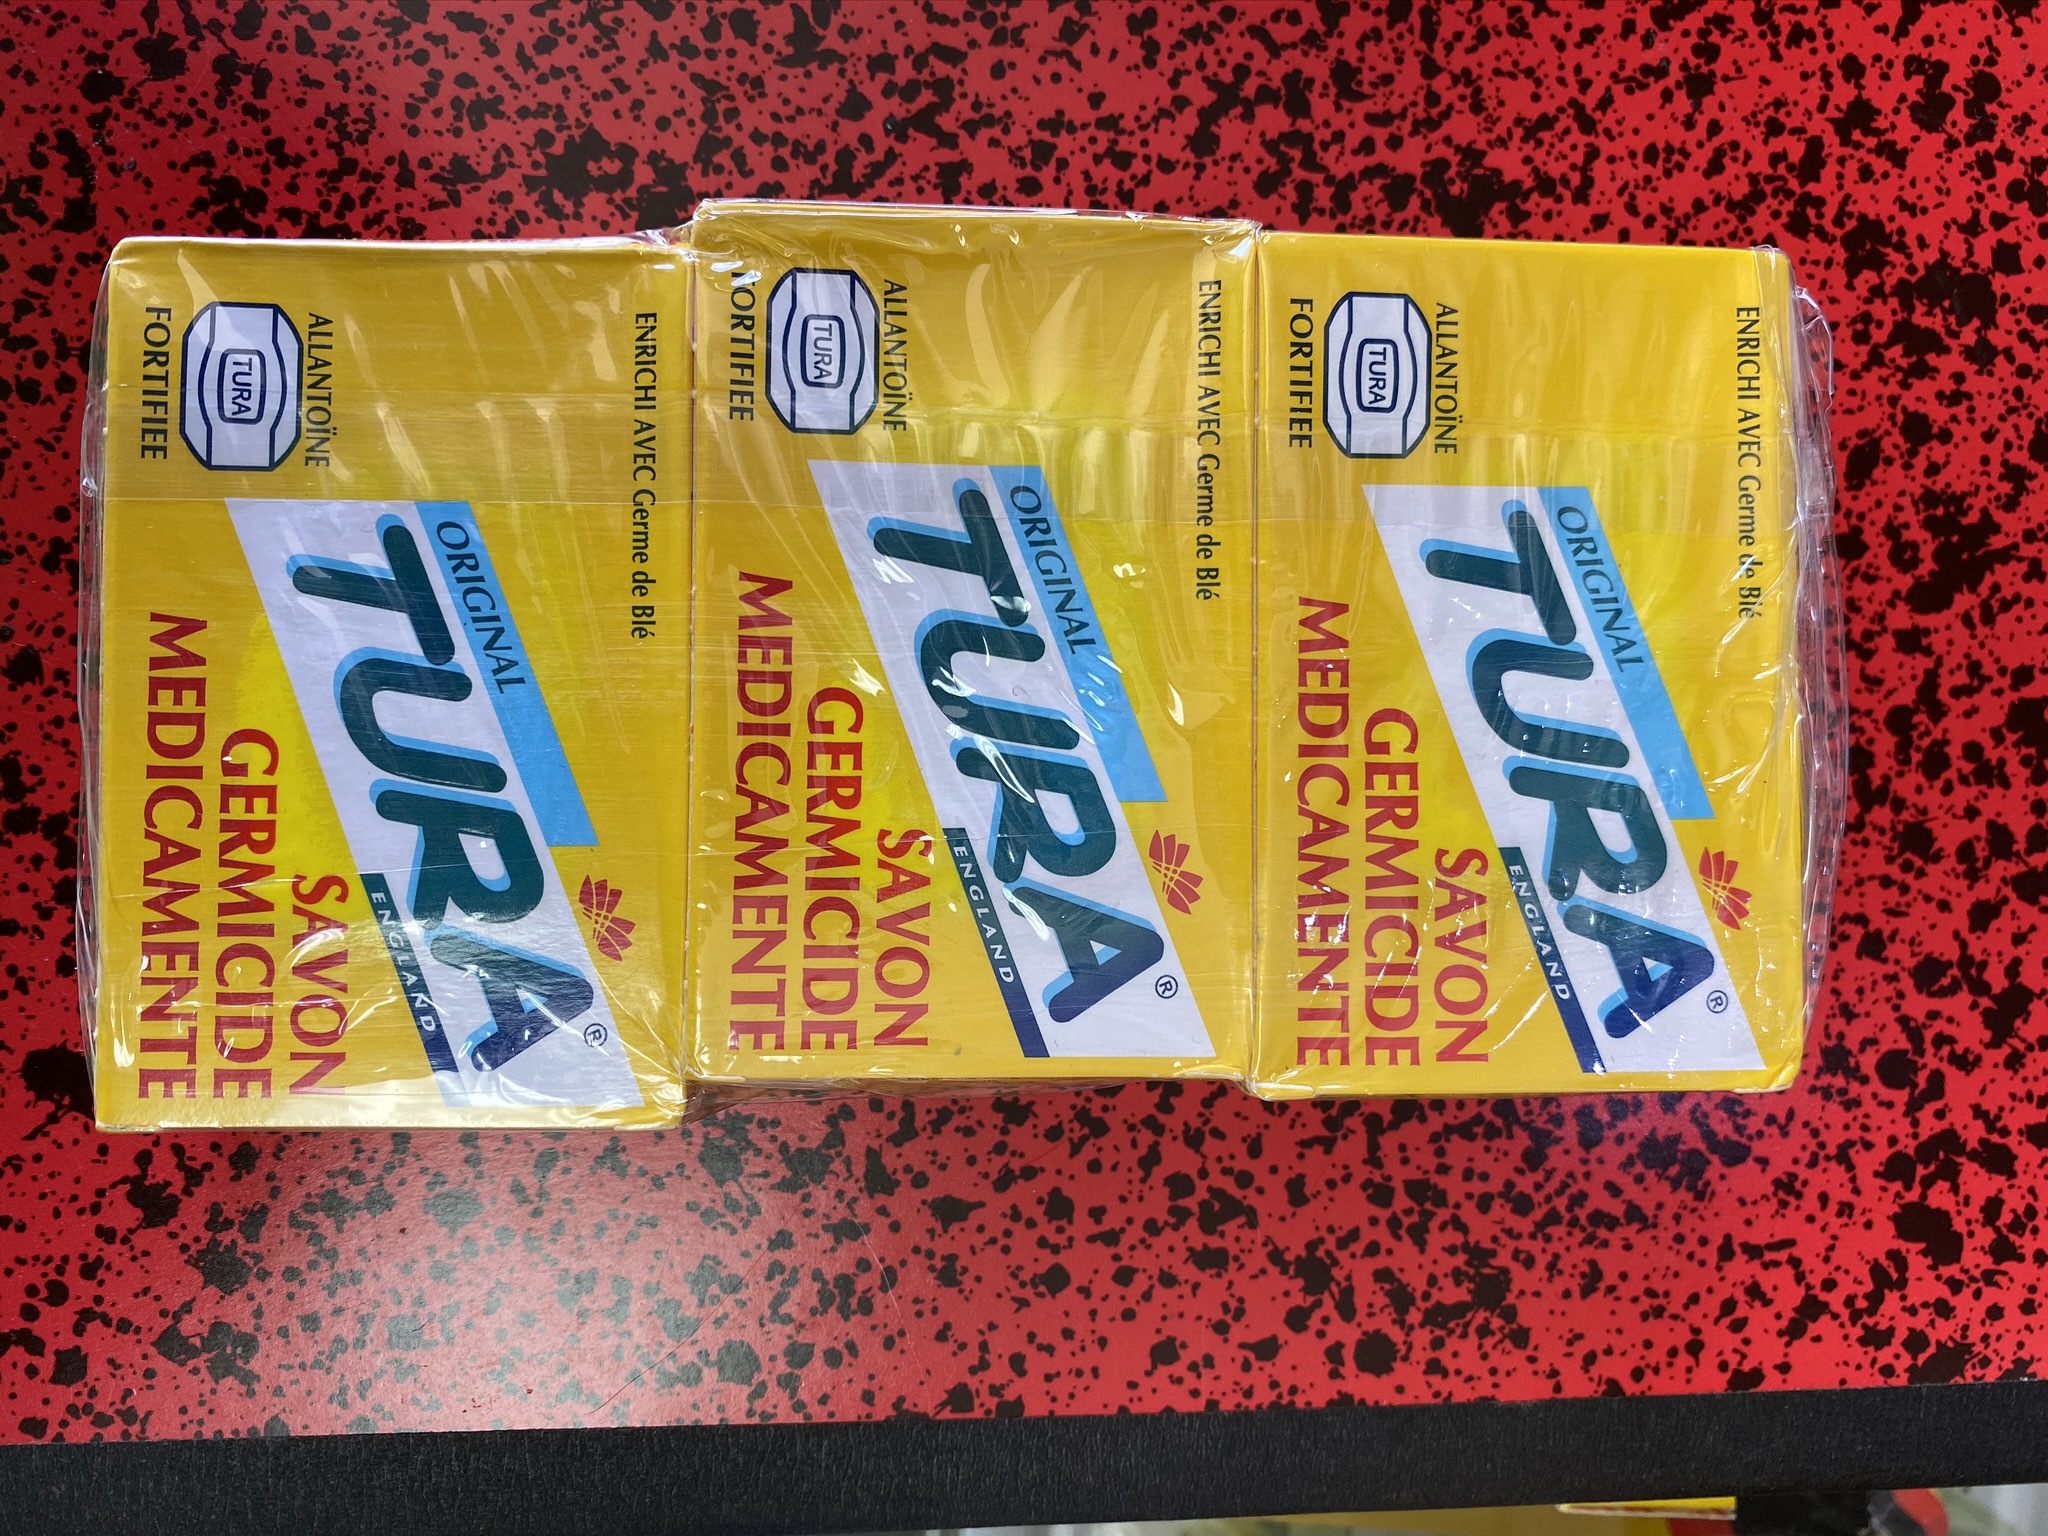 ENRICHI AVEC Germe de Blé
ALLANTOÏNE
TURA
FORTIFIEE
ORIGINAL
TURA®
ENGLAND
SAVON
GERMICIDE
MEDICAMENTE
ENRICHI AVEC Germe de Blé
ALLANTOÏNE
TURA
FORTIFIEE
ORIGINAL
TURA®
ENGLAND
SAVON
GERMICIDE
MEDICAMENTE
ENRICHI AVEC Germe de Blé
ALLANTOÏNE
TURA
FORTIFIEE
ORIGINAL
TURA®
ENGLAND
SAVON
GERMICIDE
MEDICAMENTE